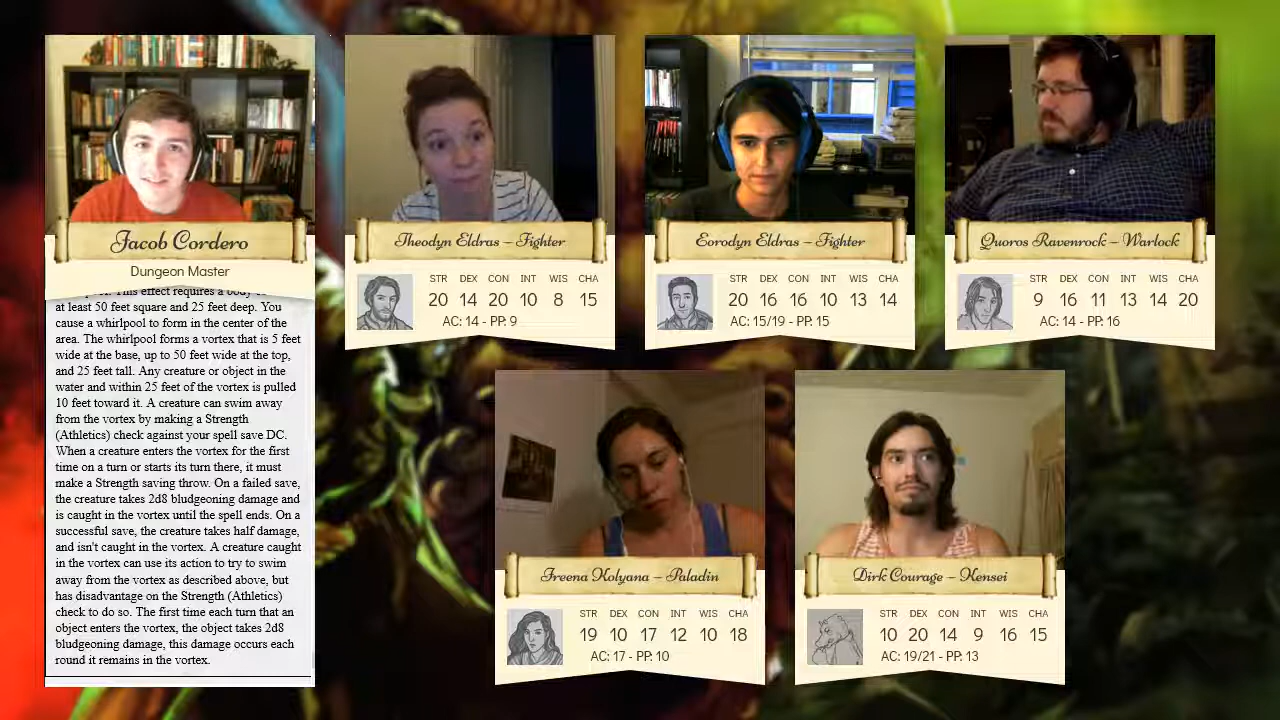 Jacob Cordero
Dungeon Master
This effect requires a body
at least 50 feet square and 25 feet deep. You
cause a whirlpool to form in the center of the
area. The whirlpool forms a vortex that is 5 feet
wide at the base, up to 50 feet wide at the top,
and 25 feet tall. Any creature or object in the
water and within 25 feet of the vortex is pulled
10 feet toward it. A creature can swim away
from the vortex by making a Strength
(Athletics) check against your spell save DC.
When a creature enters the vortex for the first
time on a turn or starts its turn there, it must
make a Strength saving throw. On a failed save,
the creature takes 2d8 bludgeoning damage and
is caught in the vortex until the spell ends. On a
successful save, the creature takes half damage,
and isn't caught in the vortex. A creature caught
in the vortex can use its action to try to swim
away from the vortex as described above, but
has disadvantage on the Strength (Athletics)
check to do so. The first time each turn that an
object enters the vortex, the object takes 2d8
bludgeoning damage, this damage occurs each
round it remains in the vortex.
Theodyn Eldras – Fighter
STR DEX CON INT WIS CHA
20 14 20 10 8 15
AC: 14 - PP: 9
Eorodyn Eldras – Fighter
STR DEX CON INT WIS CHA
20 16 16 10 13 14
AC: 15/19 - PP: 15
Quoros Ravenrock – Warlock
STR DEX CON INT WIS CHA
9 16 11 13 14 20
AC: 14 - PP: 16
Freena Kolyana – Paladin
STR DEX CON INT WIS CHA
19 10 17 12 10 18
AC: 17 - PP: 10
Dirk Courage – Kensei
STR DEX CON INT WIS CHA
10 20 14 9 16 15
AC: 19/21 - PP: 13